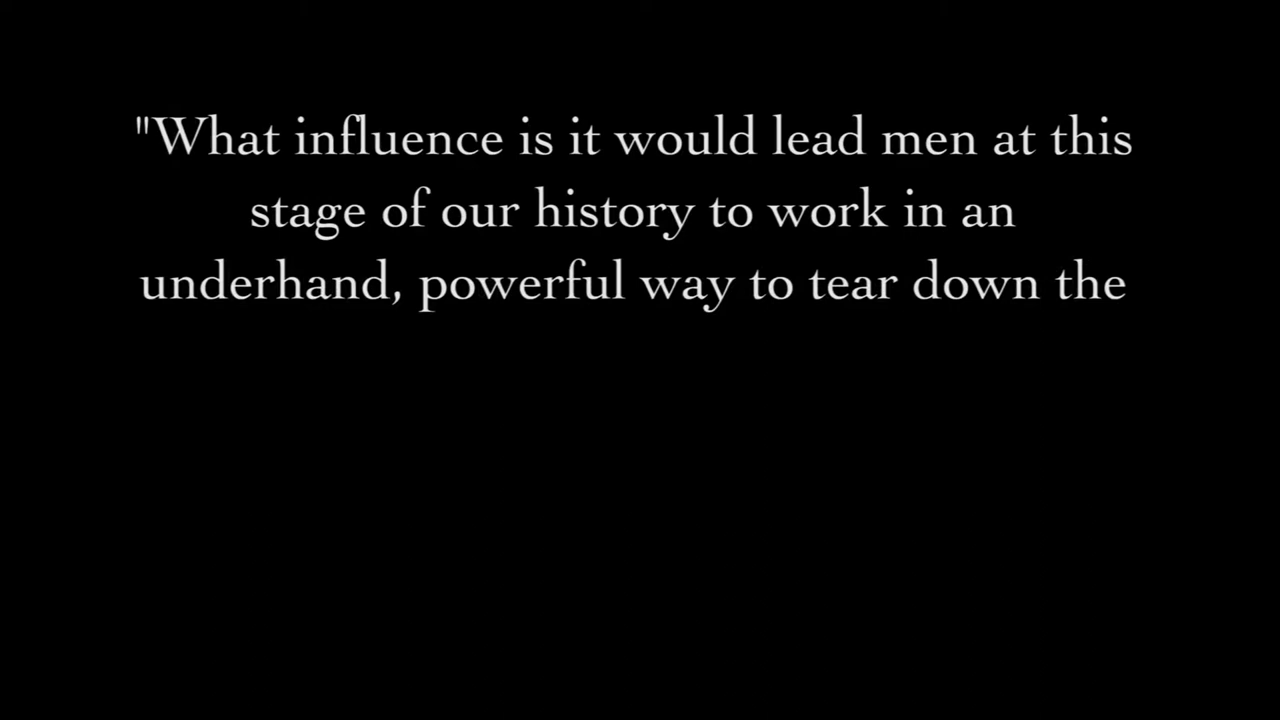 "What influence is it would lead men at this
stage of our history to work in an
underhand, powerful way to tear down the